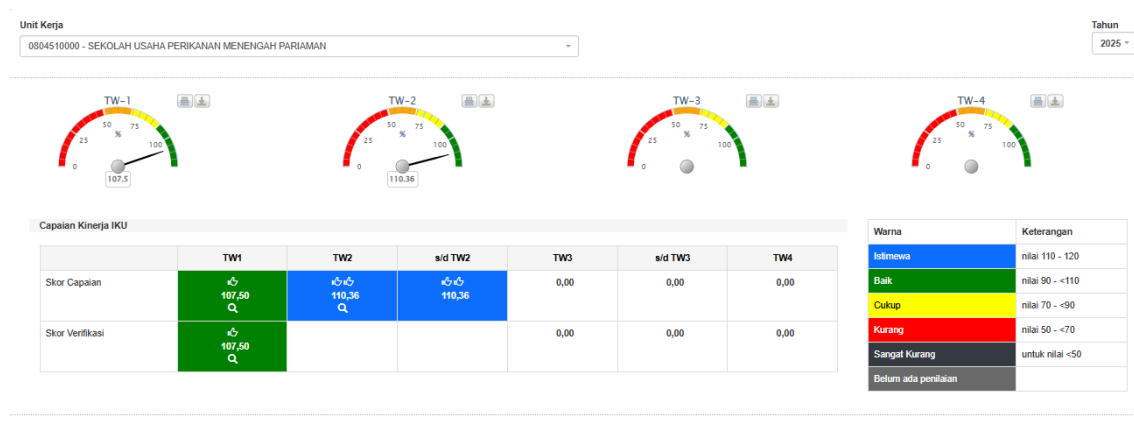 Unit Kerja
Tahun
0804510000 - SEKOLAH USAHA PERIKANAN MENENGAH PARIAMAN
2025
TW-1
0
25
50
75
100
%
107.5
TW-2
0
25
50
75
100
%
110.36
TW-3
0
25
50
75
100
%
TW-4
0
25
50
75
100
%
Capaian Kinerja IKU
TW1 TW2 s/d TW2 TW3 s/d TW3 TW4
Skor Capaian 107,50 110,36 110,36 0,00 0,00 0,00
Skor Verifikasi 107,50 0,00 0,00 0,00
Warna Keterangan
Istimewa nilai 110 - 120
Baik nilai 90 - <110
Cukup nilai 70 - <90
Kurang nilai 50 - <70
Sangat Kurang untuk nilai <50
Belum ada penilaian